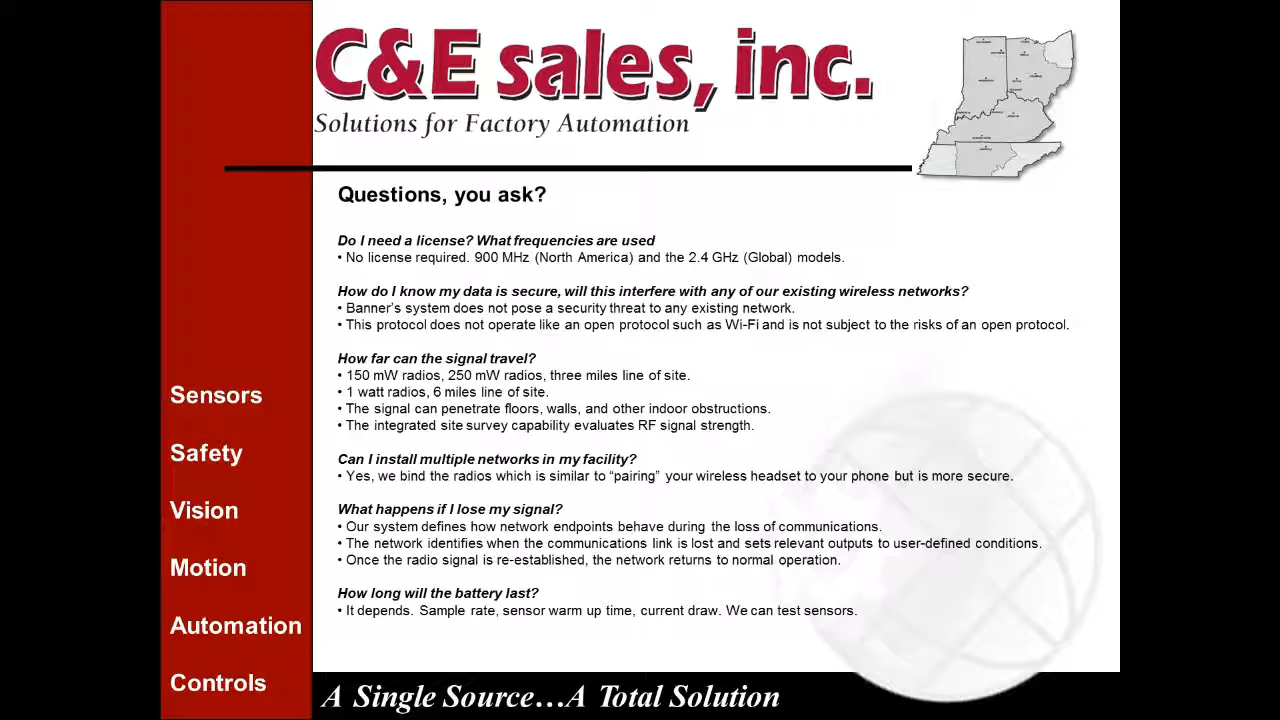 C&E sales, inc.
Solutions for Factory Automation
Questions, you ask?
Do I need a license? What frequencies are used
• No license required. 900 MHz (North America) and the 2.4 GHz (Global) models.
How do I know my data is secure, will this interfere with any of our existing wireless networks?
• Banner's system does not pose a security threat to any existing network.
• This protocol does not operate like an open protocol such as Wi-Fi and is not subject to the risks of an open protocol.
How far can the signal travel?
• 150 mW radios, 250 mW radios, three miles line of site.
• 1 watt radios, 6 miles line of site.
• The signal can penetrate floors, walls, and other indoor obstructions.
• The integrated site survey capability evaluates RF signal strength.
Can I install multiple networks in my facility?
• Yes, we bind the radios which is similar to “pairing” your wireless headset to your phone but is more secure.
What happens if I lose my signal?
• Our system defines how network endpoints behave during the loss of communications.
• The network identifies when the communications link is lost and sets relevant outputs to user-defined conditions.
• Once the radio signal is re-established, the network returns to normal operation.
How long will the battery last?
• It depends. Sample rate, sensor warm up time, current draw. We can test sensors.
Sensors
Safety
Vision
Motion
Automation
Controls
A Single Source…A Total Solution